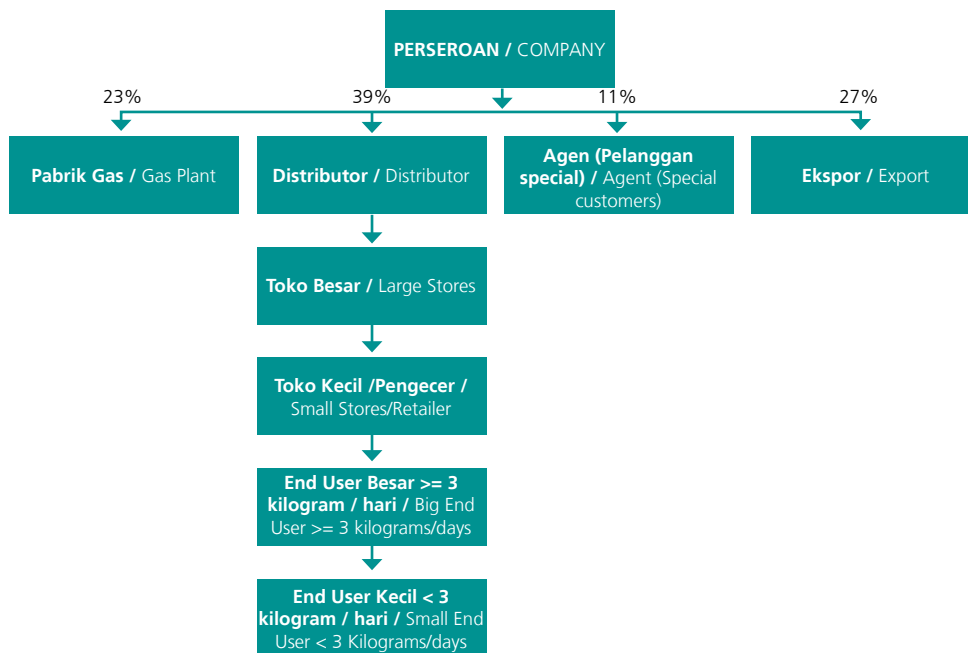 PERSEROAN / COMPANY
23%
39%
11%
27%
Pabrik Gas / Gas Plant
Distributor / Distributor
Agen (Pelanggan
special) / Agent (Special
customers)
Ekspor / Export
Toko Besar / Large Stores
Toko Kecil /Pengecer /
Small Stores/Retailer
End User Besar >= 3
kilogram / hari / Big End
User >= 3 kilograms/days
End User Kecil < 3
kilogram / hari / Small End
User < 3 Kilograms/days